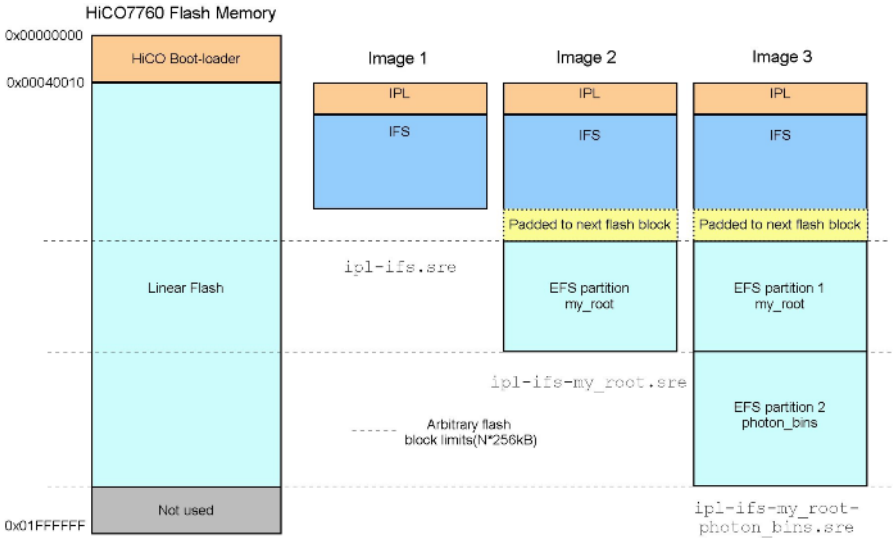 HiCO7760 Flash Memory
0x00000000
HiCO Boot-loader
0x00040010
Linear Flash
Not used
0x01FFFFFF
Image 1
IPL
IFS
ipl-ifs.sre
Image 2
IPL
IFS
Padded to next flash block
EFS partition
my_root
ipl-ifs-my_root.sre
Image 3
IPL
IFS
Padded to next flash block
EFS partition 1
my_root
EFS partition 2
photon_bins
ipl-ifs-my_root-
photon_bins.sre
Arbitrary flash
block limits(N*256kB)